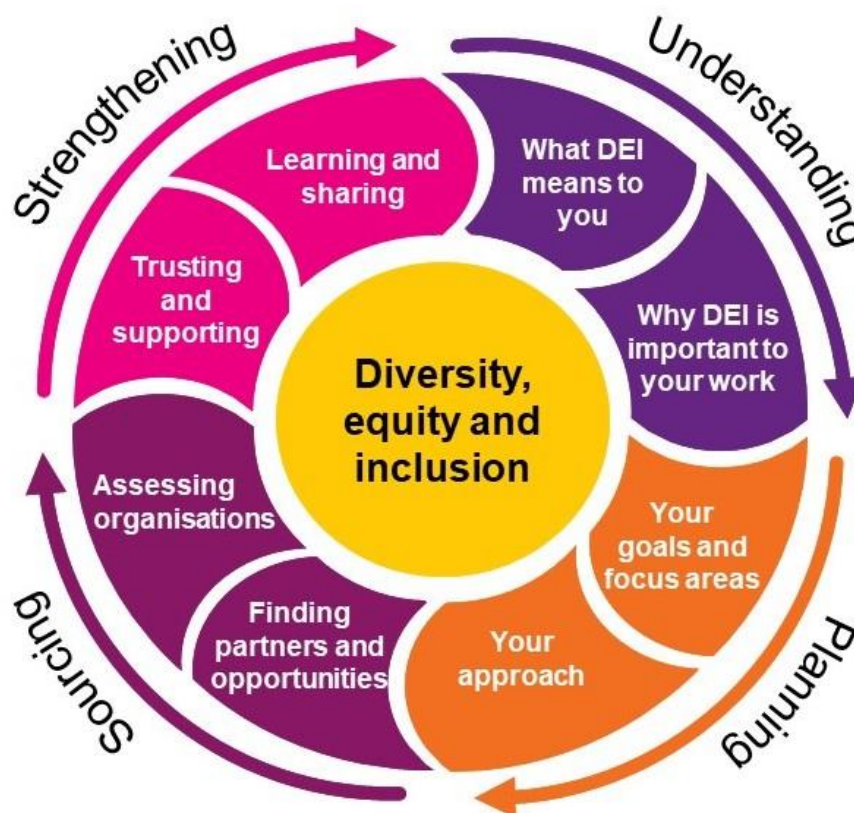 Strengthening
Understanding
Learning and
sharing
What DEI
means to
you
Trusting
and
supporting
Why DEI is
important to
your work
Diversity,
equity and
inclusion
Assessing
organisations
Your
goals and
focus areas
Finding
partners and
opportunities
Your
approach
Sourcing
Planning